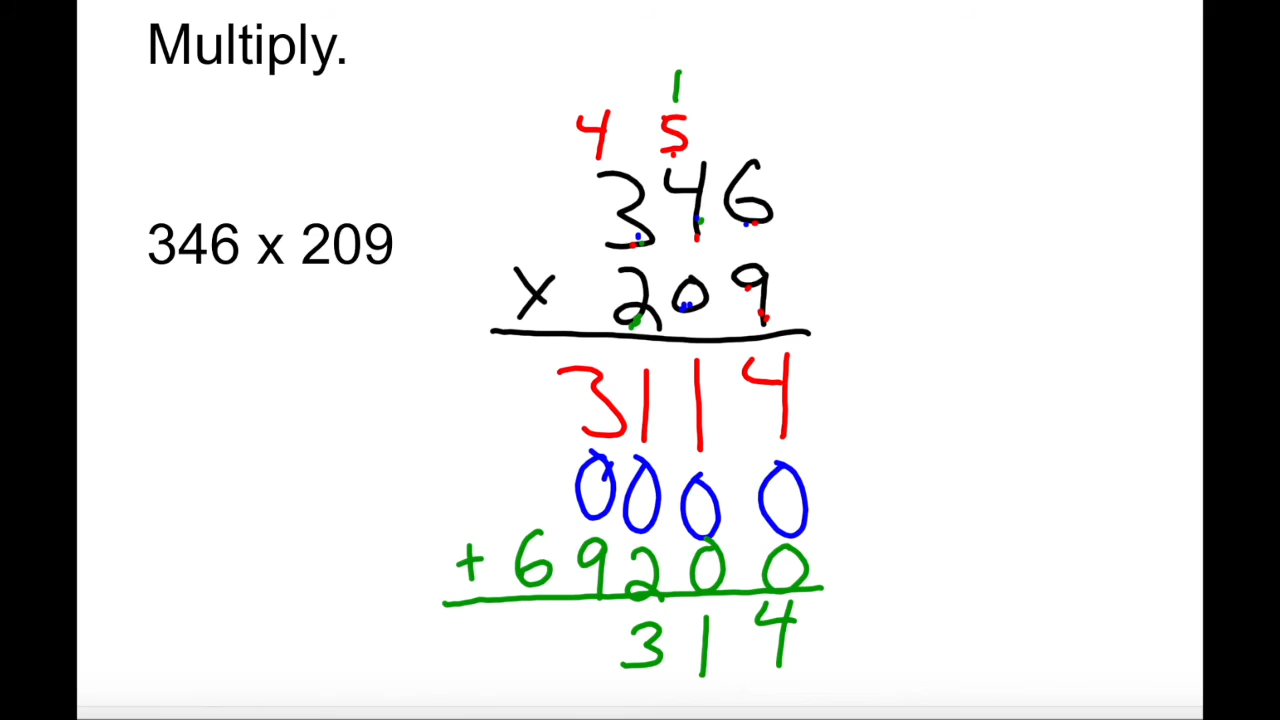 Multiply.
1
4 5
346
346 x 209
x 209
3114
0000
+ 69200
314